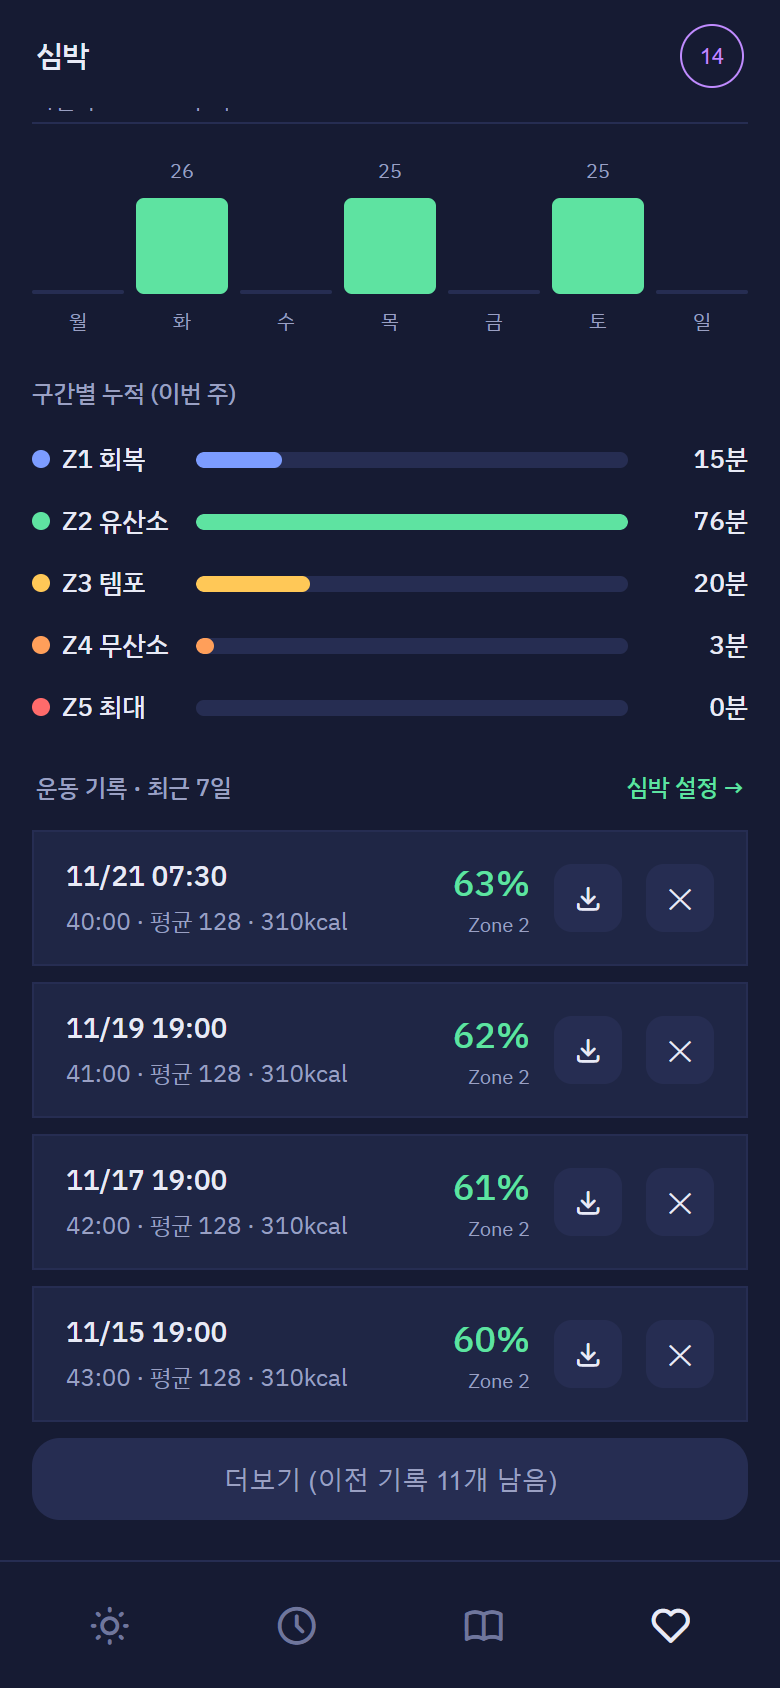 심박
14
26 25 25
월 화 수 목 금 토 일
구간별 누적 (이번 주)
Z1 회복 15분
Z2 유산소 76분
Z3 템포 20분
Z4 무산소 3분
Z5 최대 0분
운동 기록 · 최근 7일 심박 설정 →
11/21 07:30
40:00 · 평균 128 · 310kcal
63%
Zone 2
11/19 19:00
41:00 · 평균 128 · 310kcal
62%
Zone 2
11/17 19:00
42:00 · 평균 128 · 310kcal
61%
Zone 2
11/15 19:00
43:00 · 평균 128 · 310kcal
60%
Zone 2
더보기 (이전 기록 11개 남음)